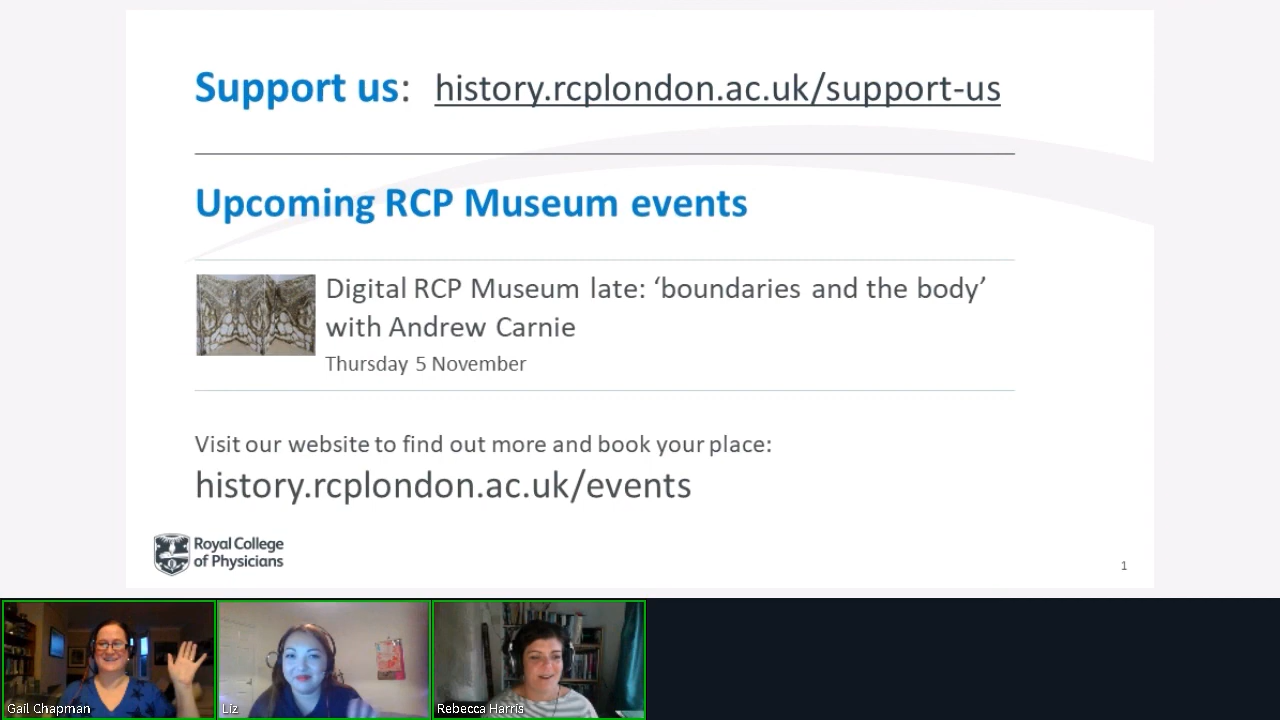 Support us: history.rcplondon.ac.uk/support-us
Upcoming RCP Museum events
Digital RCP Museum late: ‘boundaries and the body’
with Andrew Carnie
Thursday 5 November
Visit our website to find out more and book your place:
history.rcplondon.ac.uk/events
Royal College
of Physicians
1
Gail Chapman
Liz
Rebecca Harris